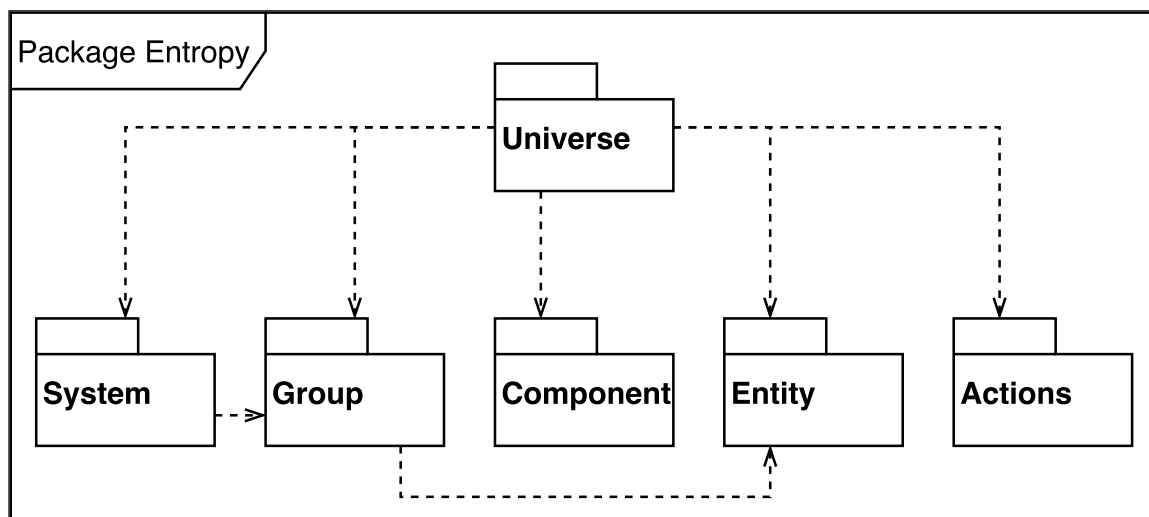 Package Entropy
Universe
System
Group
Component
Entity
Actions